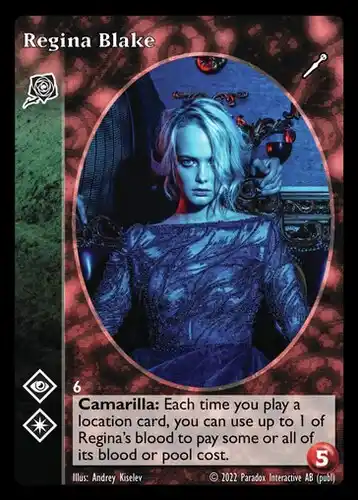 Regina Blake
6
Camarilla: Each time you play a
location card, you can use up to 1 of
Regina's blood to pay some or all of
its blood or pool cost.
5
Illus: Andrey Kiselev
© 2022 Paradox Interactive AB (publ)